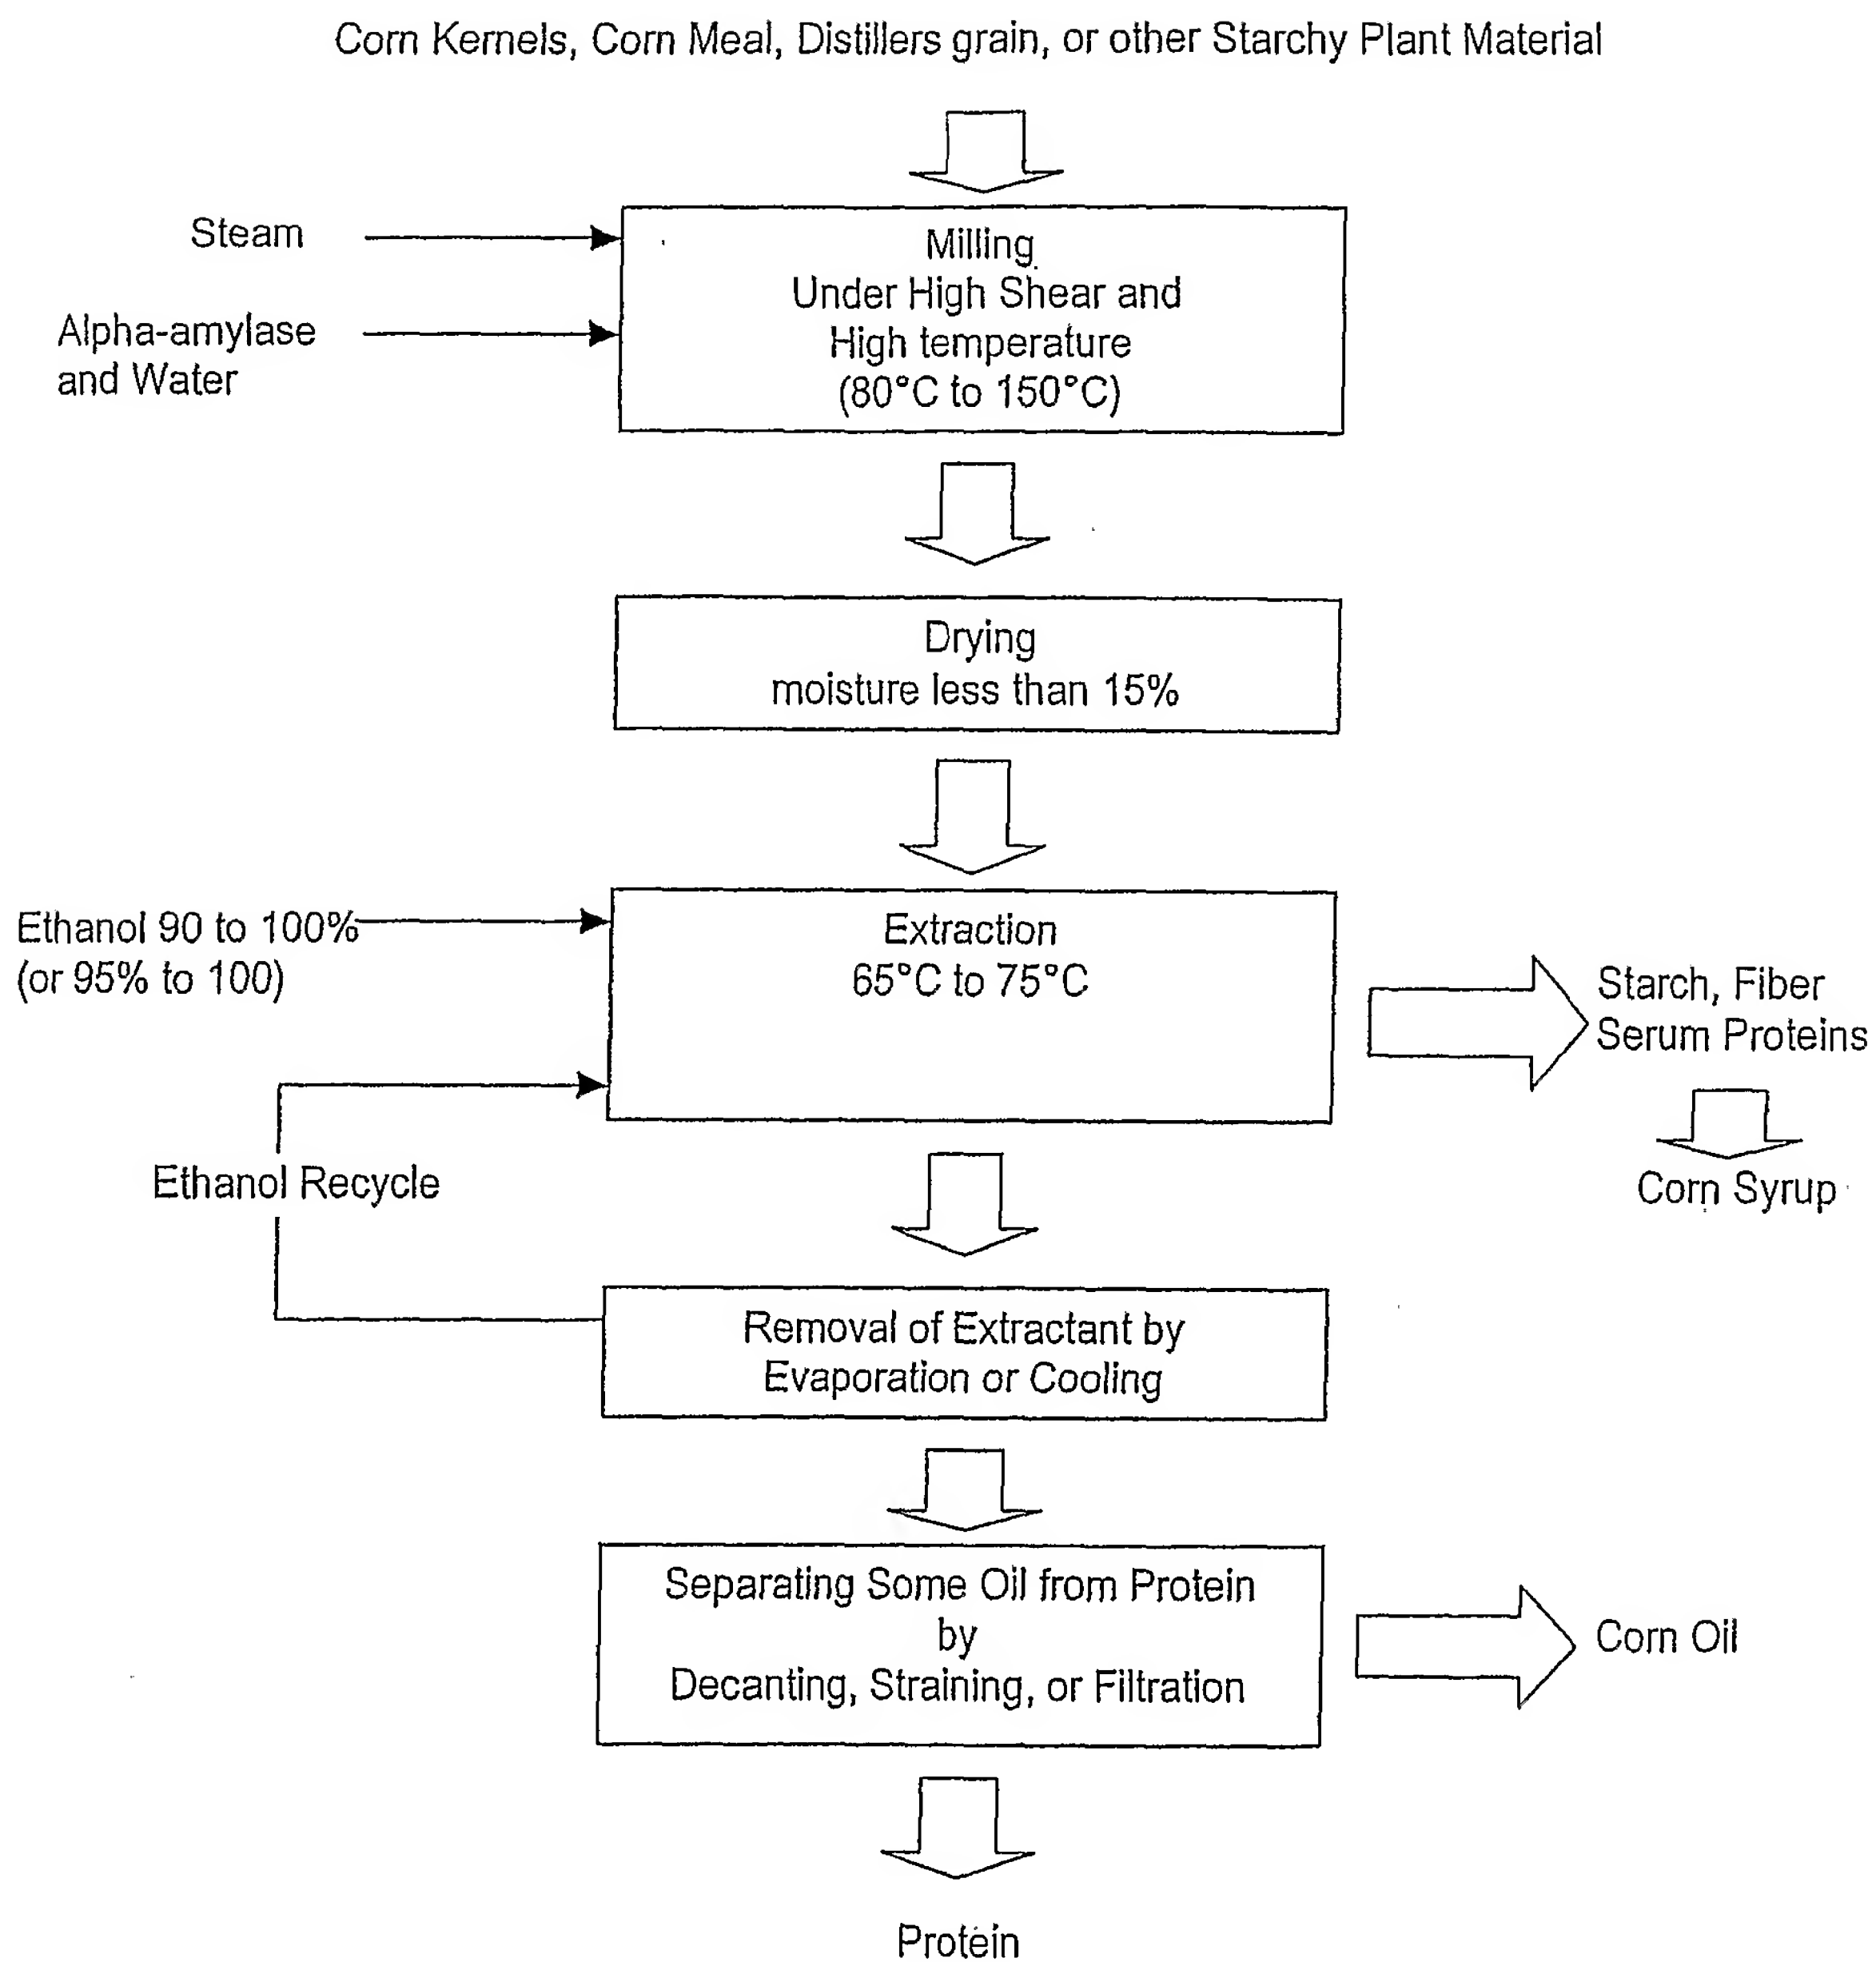 Corn Kernels, Corn Meal, Distillers grain, or other Starchy Plant Material
Steam
Alpha-amylase
and Water
Milling
Under High Shear and
High temperature
(80°C to 150°C)
Drying
moisture less than 15%
Ethanol 90 to 100%
(or 95% to 100)
Extraction
65°C to 75°C
Starch, Fiber
Serum Proteins
Corn Syrup
Ethanol Recycle
Removal of Extractant by
Evaporation or Cooling
Separating Some Oil from Protein
by
Decanting, Straining, or Filtration
Corn Oil
Protein